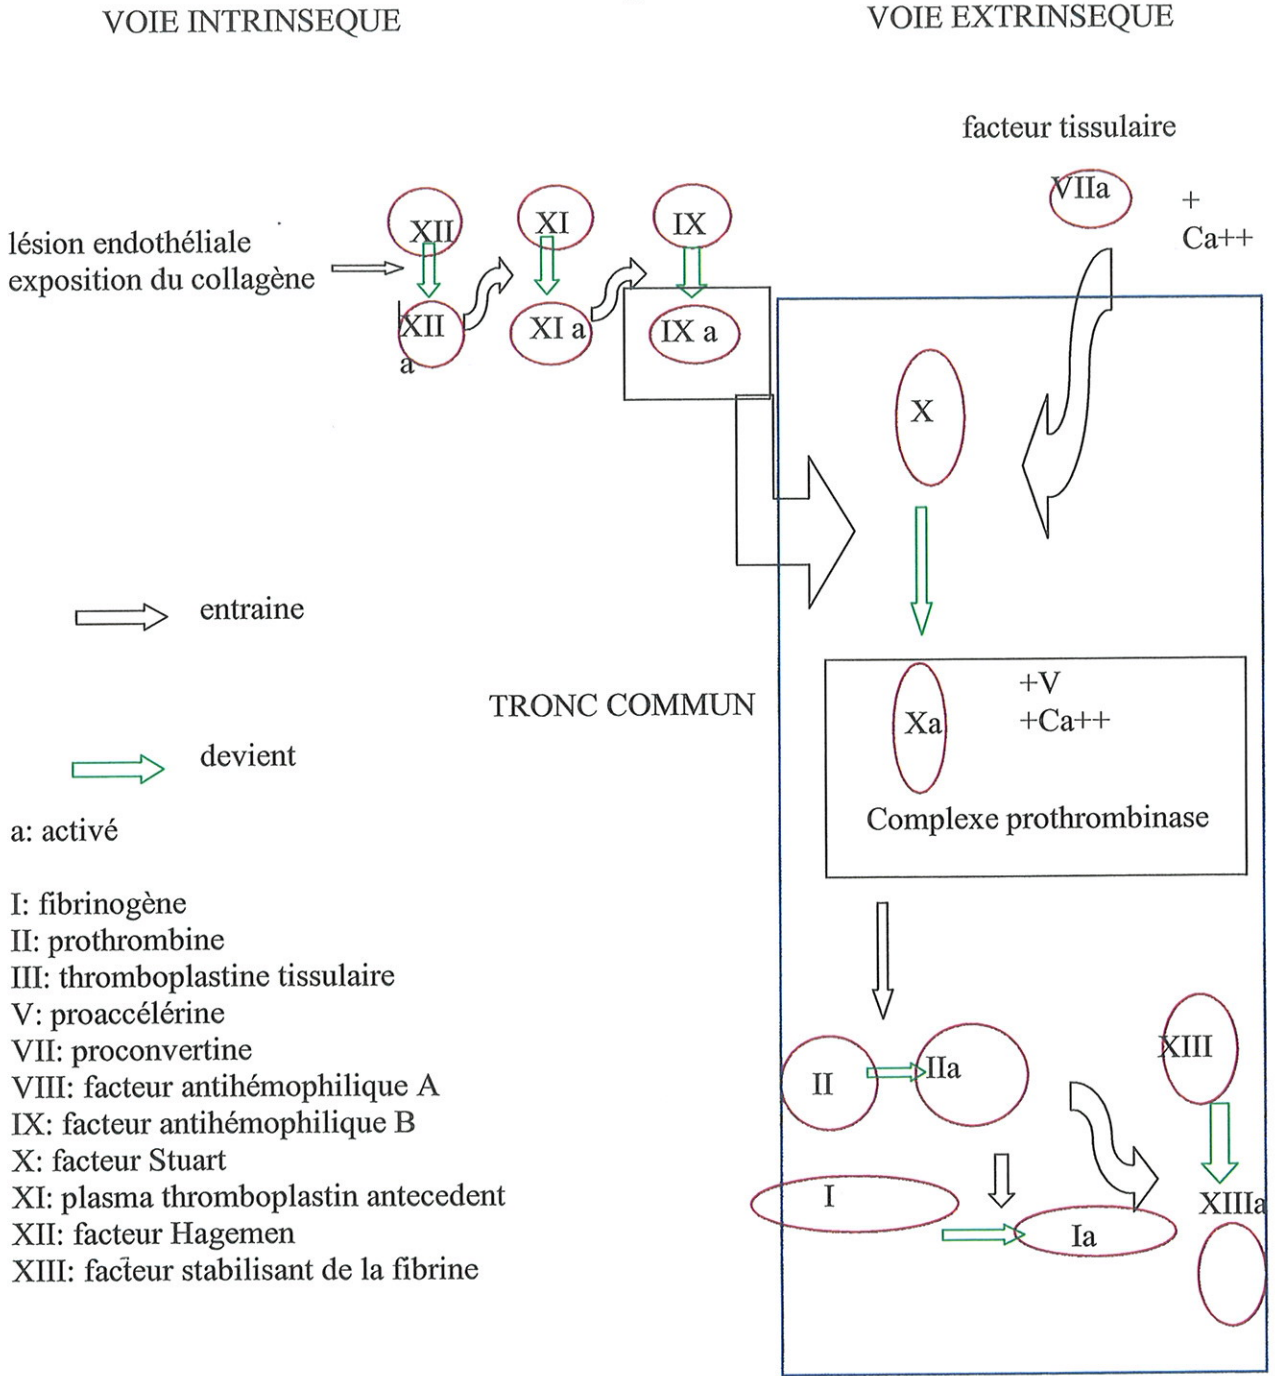 VOIE INTRINSEQUE
VOIE EXTRINSEQUE
facteur tissulaire
VIIa
+
Ca++
lésion endothéliale
exposition du collagène
XII
XI
IX
XII
a
XI a
IX a
X
entraine
TRONC COMMUN
devient
Xa
+V
+Ca++
Complexe prothrombinase
a: activé
I: fibrinogène
II: prothrombine
III: thromboplastine tissulaire
V: proaccélérine
VII: proconvertine
VIII: facteur antihémophilique A
IX: facteur antihémophilique B
X: facteur Stuart
XI: plasma thromboplastin antecedent
XII: facteur Hagemen
XIII: facteur stabilisant de la fibrine
II
IIa
XIII
I
Ia
XIIIa